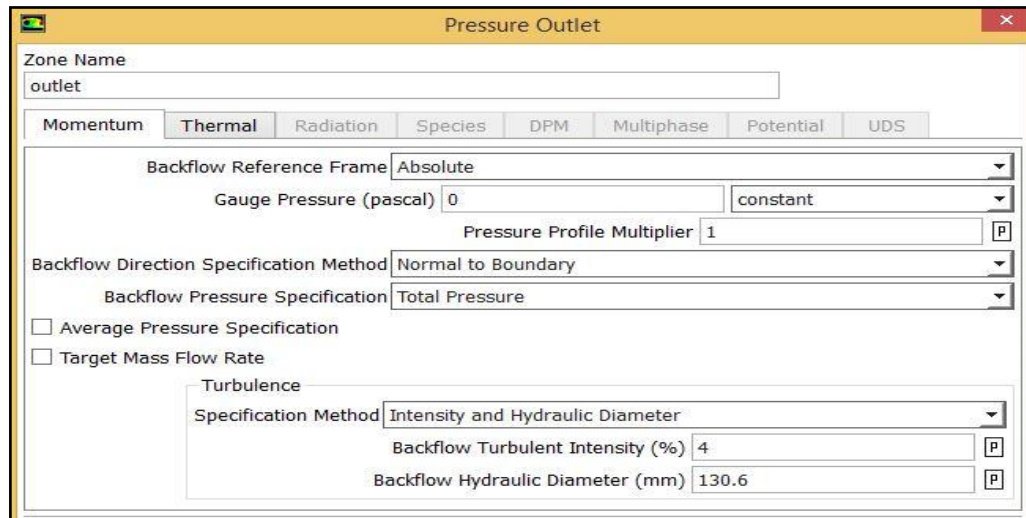 Pressure Outlet
Zone Name
outlet
Momentum Thermal Radiation Species DPM Multiphase Potential UDS
Backflow Reference Frame Absolute
Gauge Pressure (pascal) 0 constant
Pressure Profile Multiplier 1 P
Backflow Direction Specification Method Normal to Boundary
Backflow Pressure Specification Total Pressure
Average Pressure Specification
Target Mass Flow Rate
Turbulence
Specification Method Intensity and Hydraulic Diameter
Backflow Turbulent Intensity (%) 4 P
Backflow Hydraulic Diameter (mm) 130.6 P